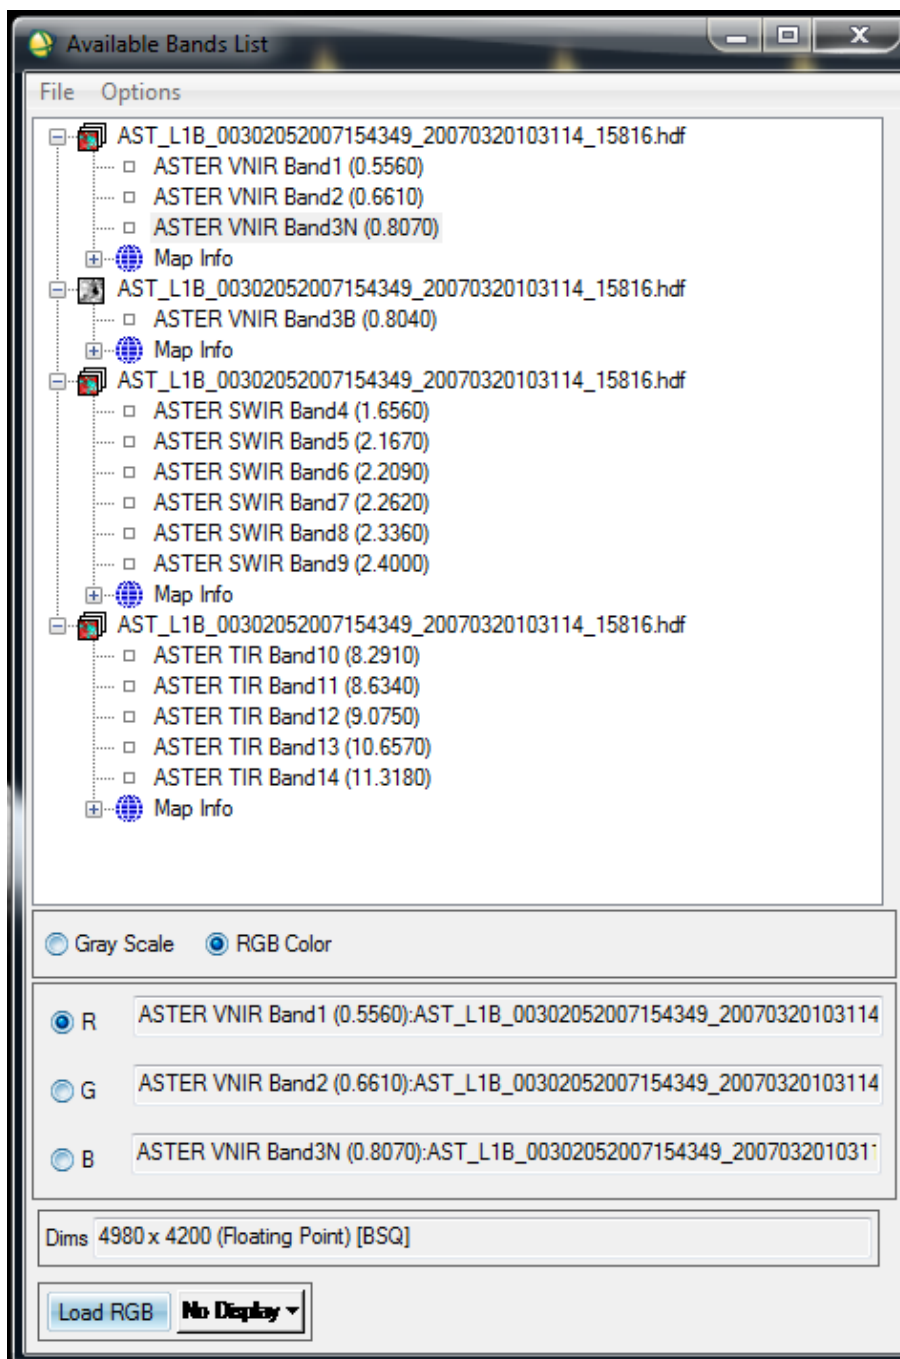 Available Bands List
File Options
AST_L1B_00302052007154349_20070320103114_15816.hdf
ASTER VNIR Band1 (0.5560)
ASTER VNIR Band2 (0.6610)
ASTER VNIR Band3N (0.8070)
Map Info
AST_L1B_00302052007154349_20070320103114_15816.hdf
ASTER VNIR Band3B (0.8040)
Map Info
AST_L1B_00302052007154349_20070320103114_15816.hdf
ASTER SWIR Band4 (1.6560)
ASTER SWIR Band5 (2.1670)
ASTER SWIR Band6 (2.2090)
ASTER SWIR Band7 (2.2620)
ASTER SWIR Band8 (2.3360)
ASTER SWIR Band9 (2.4000)
Map Info
AST_L1B_00302052007154349_20070320103114_15816.hdf
ASTER TIR Band10 (8.2910)
ASTER TIR Band11 (8.6340)
ASTER TIR Band12 (9.0750)
ASTER TIR Band13 (10.6570)
ASTER TIR Band14 (11.3180)
Map Info
Gray Scale RGB Color
R ASTER VNIR Band1 (0.5560):AST_L1B_00302052007154349_20070320103114
G ASTER VNIR Band2 (0.6610):AST_L1B_00302052007154349_20070320103114
B ASTER VNIR Band3N (0.8070):AST_L1B_00302052007154349_2007032010311
Dims 4980 x 4200 (Floating Point) [BSQ]
Load RGB No Display